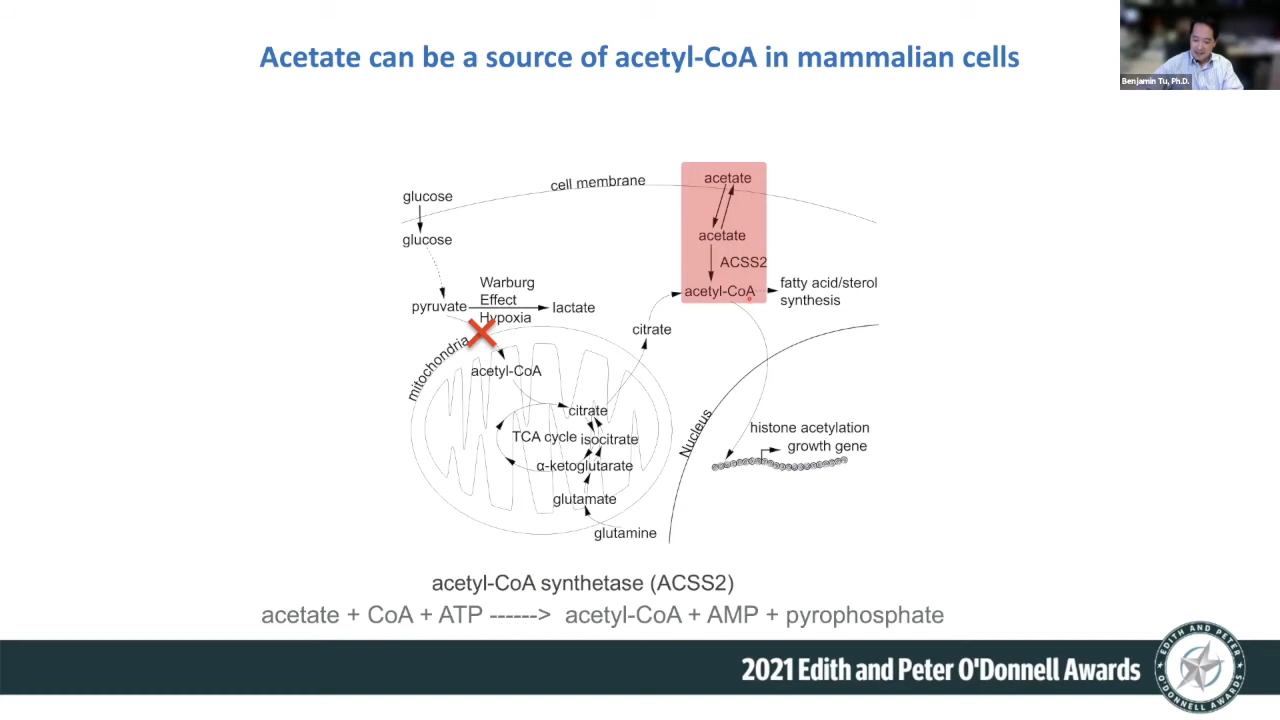 Acetate can be a source of acetyl-CoA in mammalian cells
Benjamin Tu, Ph.D.
cell membrane
glucose
glucose
pyruvate
Warburg
Effect
Hypoxia
lactate
acetate
acetate
ACSS2
acetyl-CoA
fatty acid/sterol
synthesis
citrate
mitochondria
acetyl-CoA
citrate
TCA cycle
isocitrate
α-ketoglutarate
glutamate
glutamine
Nucleus
histone acetylation
growth gene
acetyl-CoA synthetase (ACSS2)
acetate + CoA + ATP ------> acetyl-CoA + AMP + pyrophosphate
2021 Edith and Peter O'Donnell Awards
EDITH AND PETER
O'DONNELL AWARDS